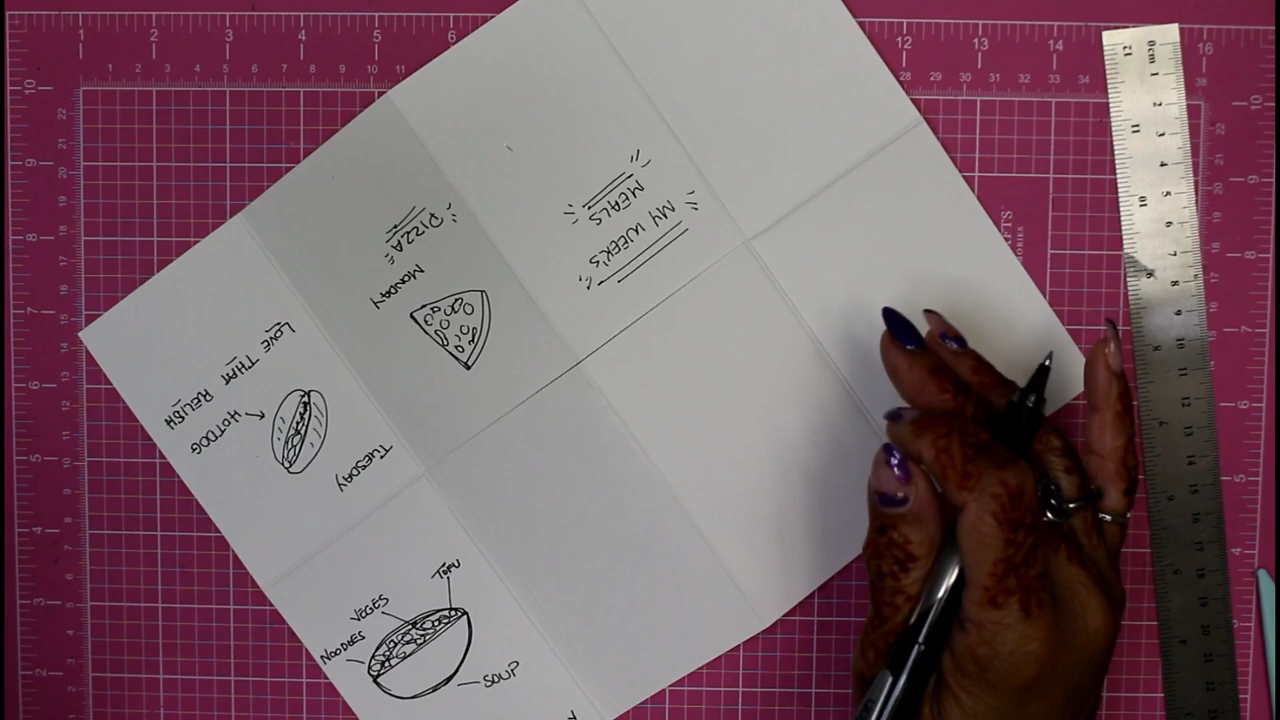 MY WEEK'S
MEALS
PIZZA
MONDAY
TUESDAY
HOTDOG
LOVE THAT RELISH
TOFU
VEGES
NOODLES
SOUP